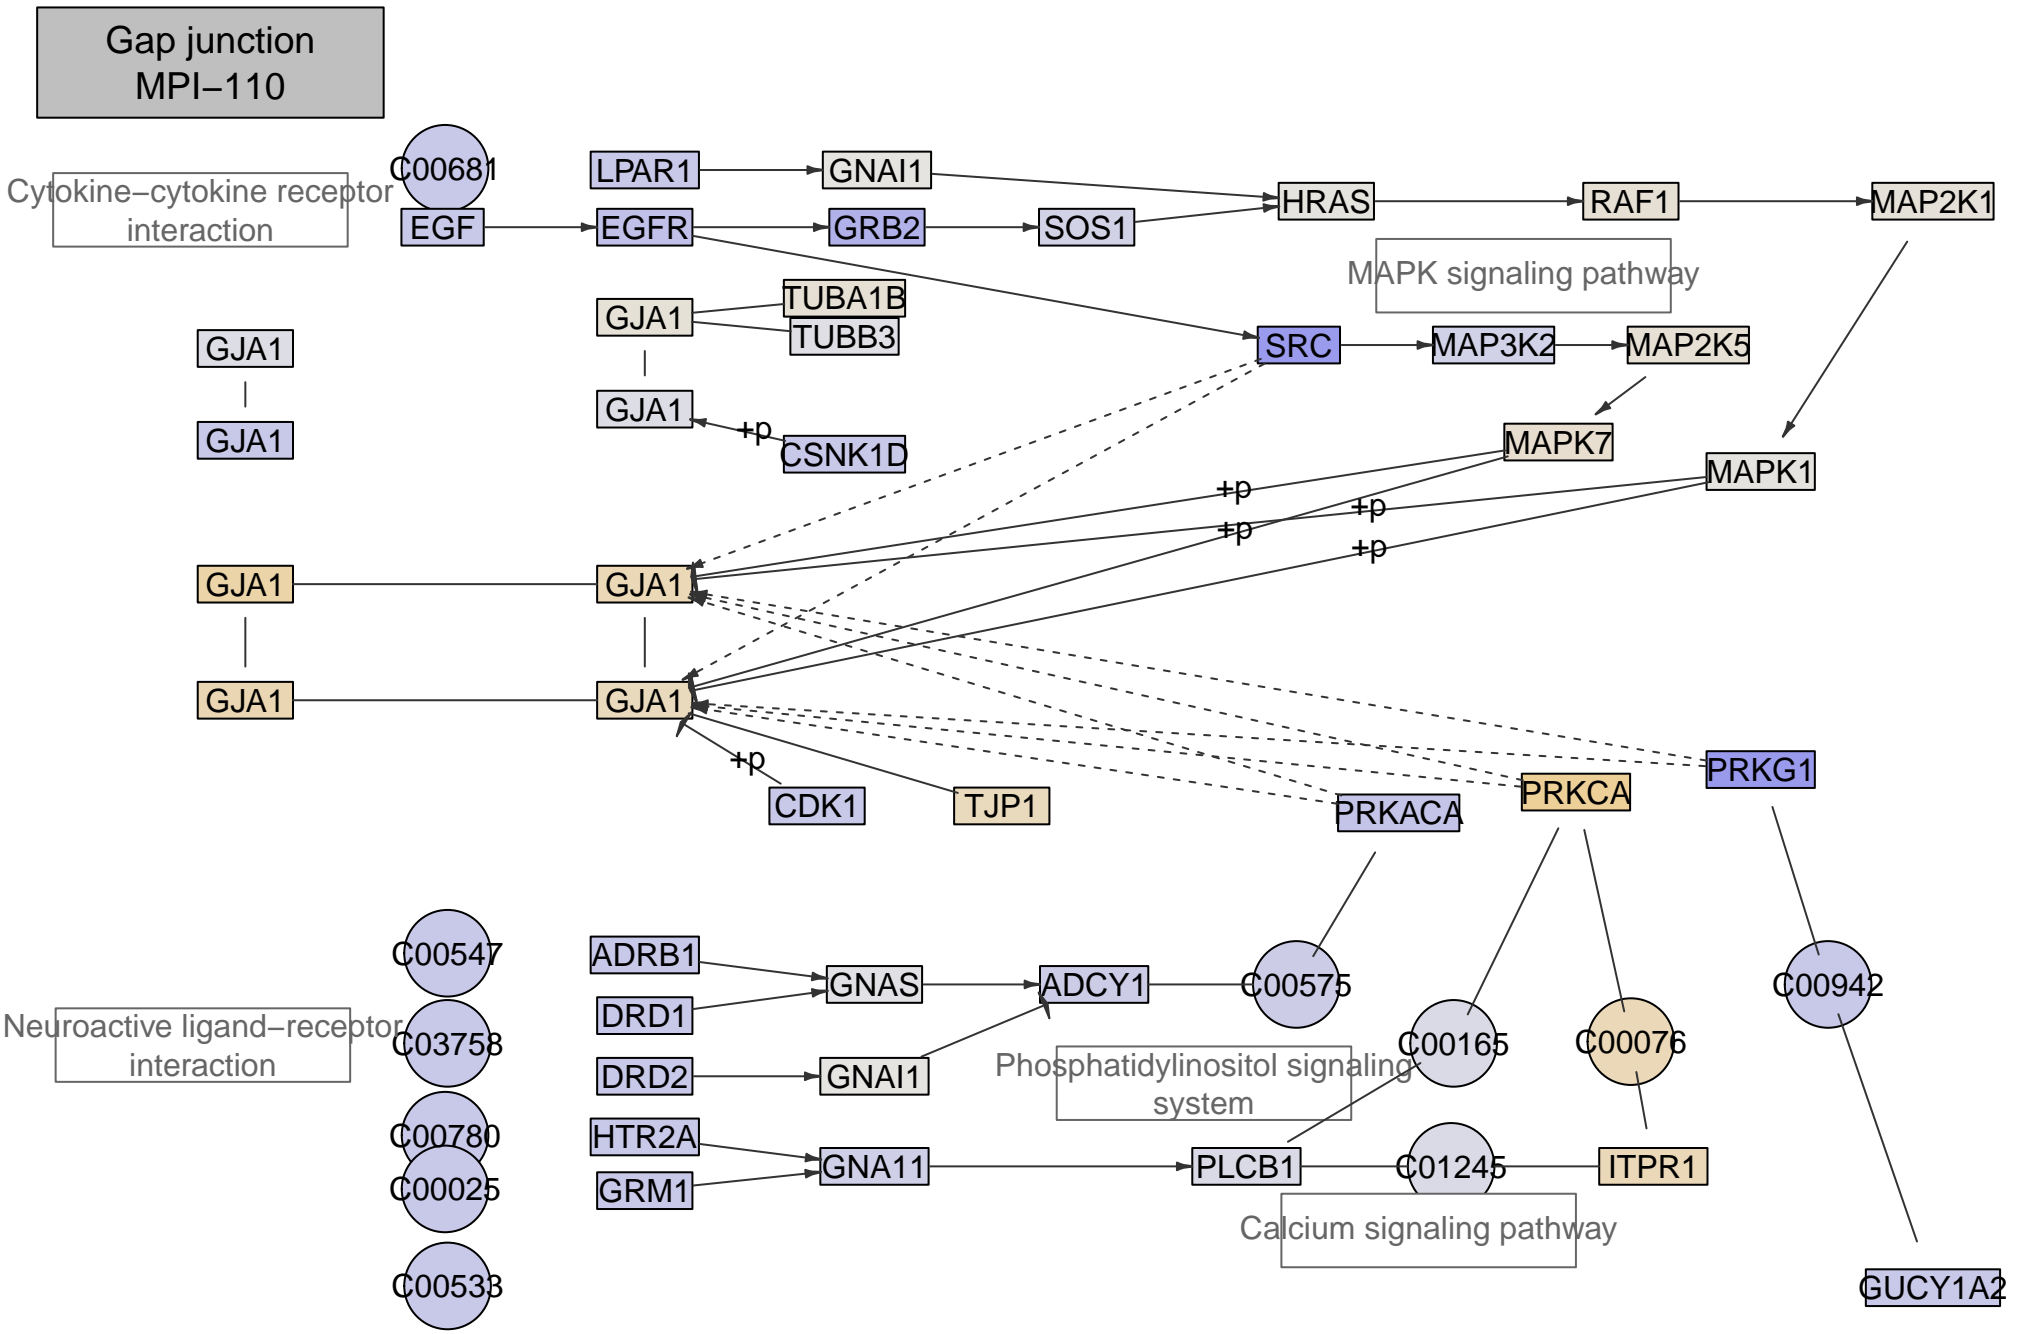 Gap junction
MPI−110
C00681
LPAR1
GNAI1
Cytokine−cytokine receptor
interaction
HRAS
RAF1
MAP2K1
EGF
EGFR
GRB2
SOS1
MAPK signaling pathway
TUBA1B
GJA1
TUBB3
GJA1
SRC
MAP3K2
MAP2K5
GJA1
+p
GJA1
CSNK1D
MAPK7
MAPK1
+p
+p
+p
+p
GJA1
GJA1
GJA1
GJA1
+p
CDK1
TJP1
PRKACA
PRKCA
PRKG1
C00547
ADRB1
GNAS
ADCY1
C00575
C00942
DRD1
Neuroactive ligand−receptor
interaction
C03758
C00165
C00076
DRD2
GNAI1
Phosphatidylinositol signaling
system
C00780
HTR2A
GNA11
PLCB1
C01245
ITPR1
C00025
GRM1
Calcium signaling pathway
C00533
GUCY1A2